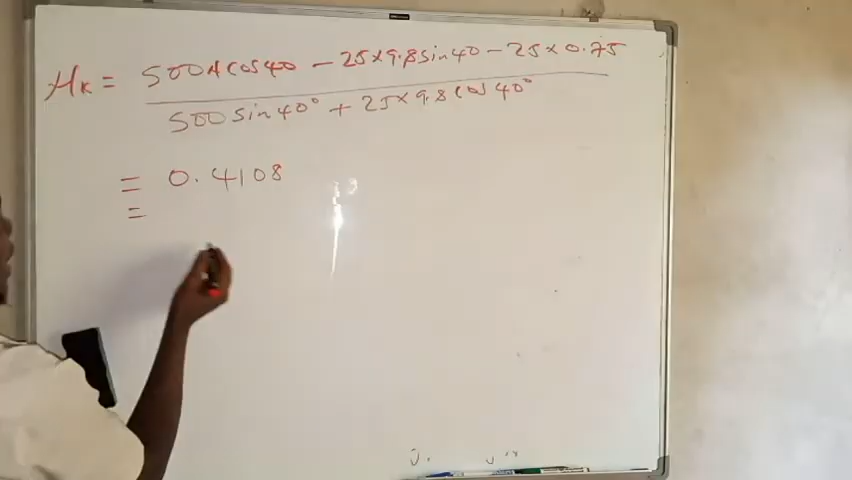 μk = 500 cos 40 - 25 × 9.8 sin 40 - 25 × 0.75
500 sin 40° + 25 × 9.8 cos 40°
= 0.4108
=